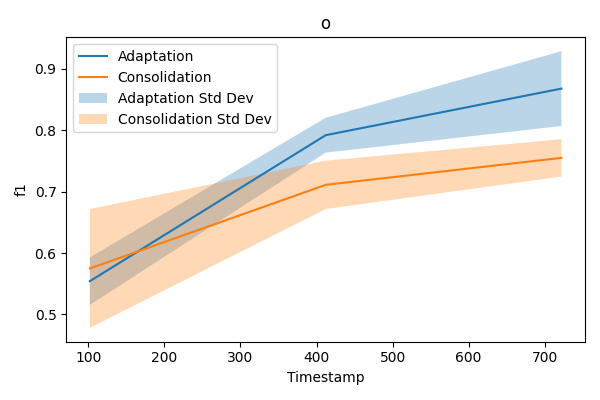 o
Adaptation
Consolidation
Adaptation Std Dev
Consolidation Std Dev
f1
0.9
0.8
0.7
0.6
0.5
100 200 300 400 500 600 700
Timestamp